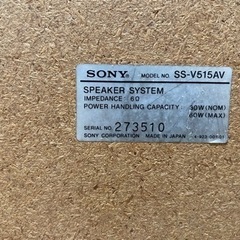 SONY MODEL NO. SS-V515AV
SPEAKER SYSTEM
IMPEDANCE : 6Ω
POWER HANDLING CAPACITY 30W(NOM)
60W(MAX)
SERIAL NO. 273510
SONY CORPORATION MADE IN JAPAN